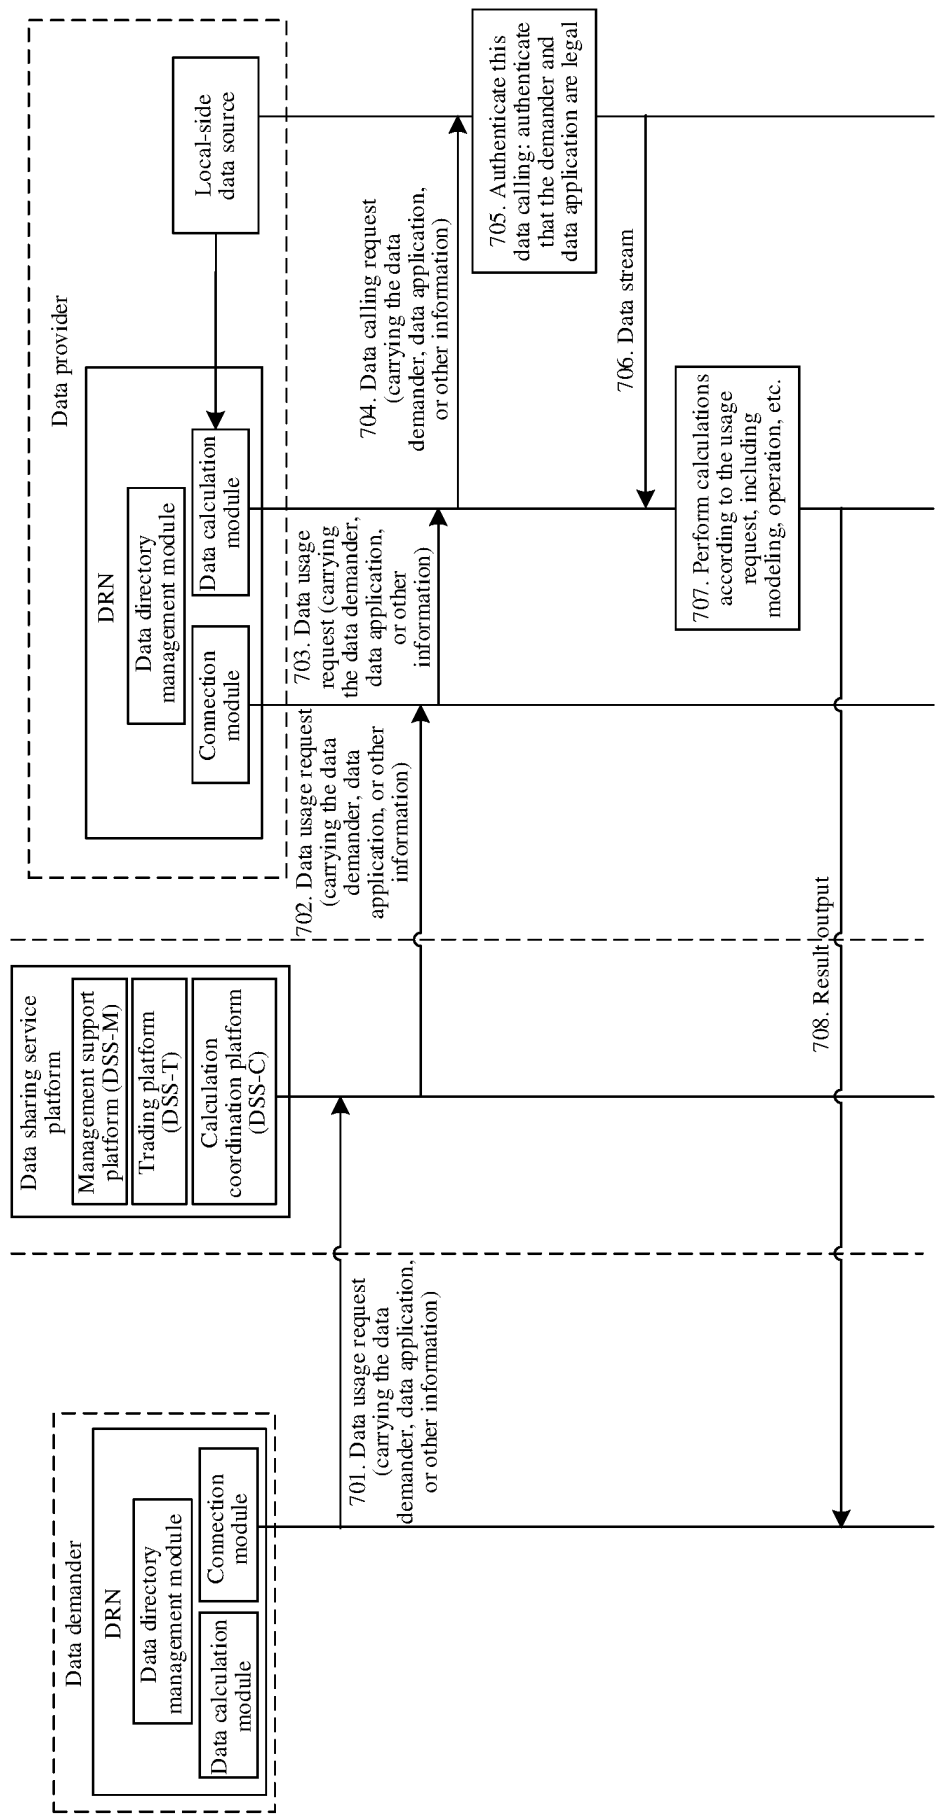 Data demander
DRN
Data directory
management module
Data calculation
module
Connection
module
Data sharing service
platform
Management support
platform (DSS-M)
Trading platform
(DSS-T)
Calculation
coordination platform
(DSS-C)
Data provider
DRN
Data directory
management module
Connection
module
Data calculation
module
Local-side
data source
701. Data usage request
(carrying the data
demander, data application,
or other information)
702. Data usage request
(carrying the data
demander, data
application, or other
information)
703. Data usage
request (carrying
the data demander,
data application,
or other
information)
704. Data calling request
(carrying the data
demander, data application,
or other information)
705. Authenticate this
data calling: authenticate
that the demander and
data application are legal
706. Data stream
707. Perform calculations
according to the usage
request, including
modeling, operation, etc.
708. Result output